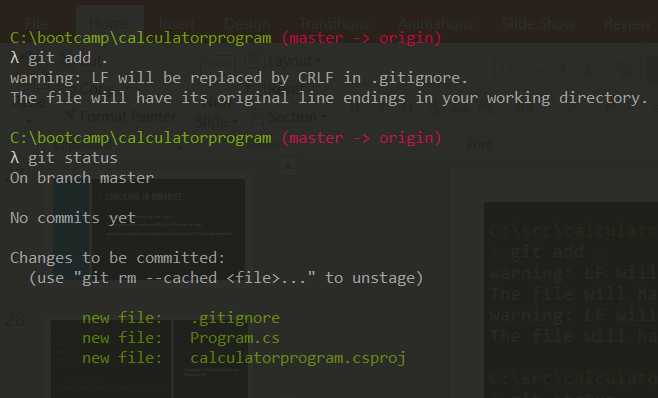 File Home Insert Design Transitions Animations Slide Show Review
C:\bootcamp\calculatorprogram (master -> origin)
λ git add .
warning: LF will be replaced by CRLF in .gitignore.
The file will have its original line endings in your working directory.
Layout
Reset
Section
Format Painter
Slide
Font
C:\bootcamp\calculatorprogram (master -> origin)
λ git status
On branch master
CHECKING IN BINARIES
No commits yet
Changes to be committed:
(use "git rm --cached <file>..." to unstage)
28
new file: .gitignore
new file: Program.cs
new file: calculatorprogram.csproj
C:\src\calculato
λ git add .
warning: LF wil
The file will ha
warning: LF wil
The file will ha
C:\src\calculato